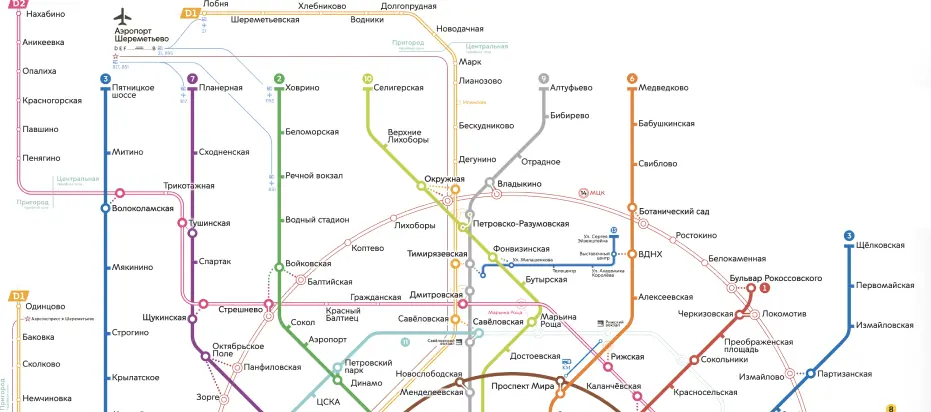 D2
Нахабино
Аникеевка
Опалиха
Красногорская
Павшино
Пенягино
Аэропорт
Шереметьево
D E F
B
D1
Лобня
Шереметьевская
Хлебниково
Водники
Долгопрудная
Новодачная
Пригород
Центральная
Марк
Лианозово
Бескудниково
Дегунино
3
Пятницкое
шоссе
Митино
Волоколамская
Мякинино
Строгино
Крылатское
7
Планерная
Сходненская
Трикотажная
Тушинская
Спартак
Щукинская
Октябрьское
Поле
2
Ховрино
Беломорская
Речной вокзал
Водный стадион
Войковская
Балтийская
Сокол
Аэропорт
Динамо
10
Селигерская
Верхние
Лихоборы
Окружная
Лихоборы
Коптево
Петровско-Разумовская
Фонвизинская
Бутырская
Марьина
Роща
Достоевская
9
Алтуфьево
Бибирево
Отрадное
Владыкино
Тимирязевская
Дмитровская
Савёловская
Савёловская
Менделеевская
Новослободская
6
Медведково
Бабушкинская
Свиблово
Ботанический сад
ВДНХ
Алексеевская
Рижская
Проспект Мира
14
МЦК
Ростокино
Белокаменная
13
Ул. Сергея
Эйзенштейна
Выставочный
центр
Ул. Милашенкова
Телецентр
Ул. Академика
Королёва
Центральная
Пригород
Гражданская
Красный
Балтиец
Стрешнево
Панфиловская
Зорге
11
Петровский
парк
ЦСКА
Марьина Роща
Каланчёвская
Бульвар Рокоссовского
1
Черкизовская
Локомотив
Преображенская
площадь
Сокольники
Красносельская
Измайлово
Партизанская
3
Щёлковская
Первомайская
Измайловская
D1
Одинцово
Аэроэкспресс в Шереметьево
Баковка
Сколково
Немчиновка
Пригород
8